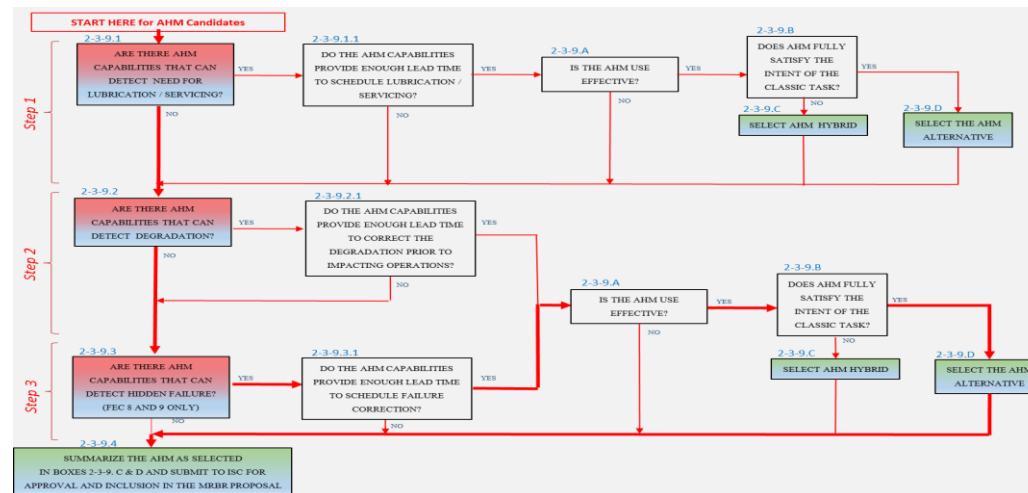 START HERE for AHM Candidates
Step 1
2-3-9.1
ARE THERE AHM
CAPABILITIES THAT CAN
DETECT NEED FOR
LUBRICATION / SERVICING?
YES
NO
2-3-9.1.1
DO THE AHM CAPABILITIES
PROVIDE ENOUGH LEAD TIME
TO SCHEDULE LUBRICATION /
SERVICING?
YES
NO
2-3-9.A
IS THE AHM USE
EFFECTIVE?
YES
NO
2-3-9.B
DOES AHM FULLY
SATISFY THE
INTENT OF THE
CLASSIC TASK?
YES
NO
2-3-9.C
SELECT AHM HYBRID
2-3-9.D
SELECT THE AHM
ALTERNATIVE
Step 2
2-3-9.2
ARE THERE AHM
CAPABILITIES THAT CAN
DETECT DEGRADATION?
YES
NO
2-3-9.2.1
DO THE AHM CAPABILITIES
PROVIDE ENOUGH LEAD TIME
TO CORRECT THE
DEGRADATION PRIOR TO
IMPACTING OPERATIONS?
YES
NO
2-3-9.A
IS THE AHM USE
EFFECTIVE?
YES
NO
2-3-9.B
DOES AHM FULLY
SATISFY THE
INTENT OF THE
CLASSIC TASK?
YES
NO
2-3-9.C
SELECT AHM HYBRID
2-3-9.D
SELECT THE AHM
ALTERNATIVE
Step 3
2-3-9.3
ARE THERE AHM
CAPABILITIES THAT CAN
DETECT HIDDEN FAILURE?
(FEC 8 AND 9 ONLY)
YES
NO
2-3-9.3.1
DO THE AHM CAPABILITIES
PROVIDE ENOUGH LEAD TIME
TO SCHEDULE FAILURE
CORRECTION?
YES
NO
2-3-9.4
SUMMARIZE THE AHM AS SELECTED
IN BOXES 2-3-9. C & D AND SUBMIT TO ISC FOR
APPROVAL AND INCLUSION IN THE MRBR PROPOSAL